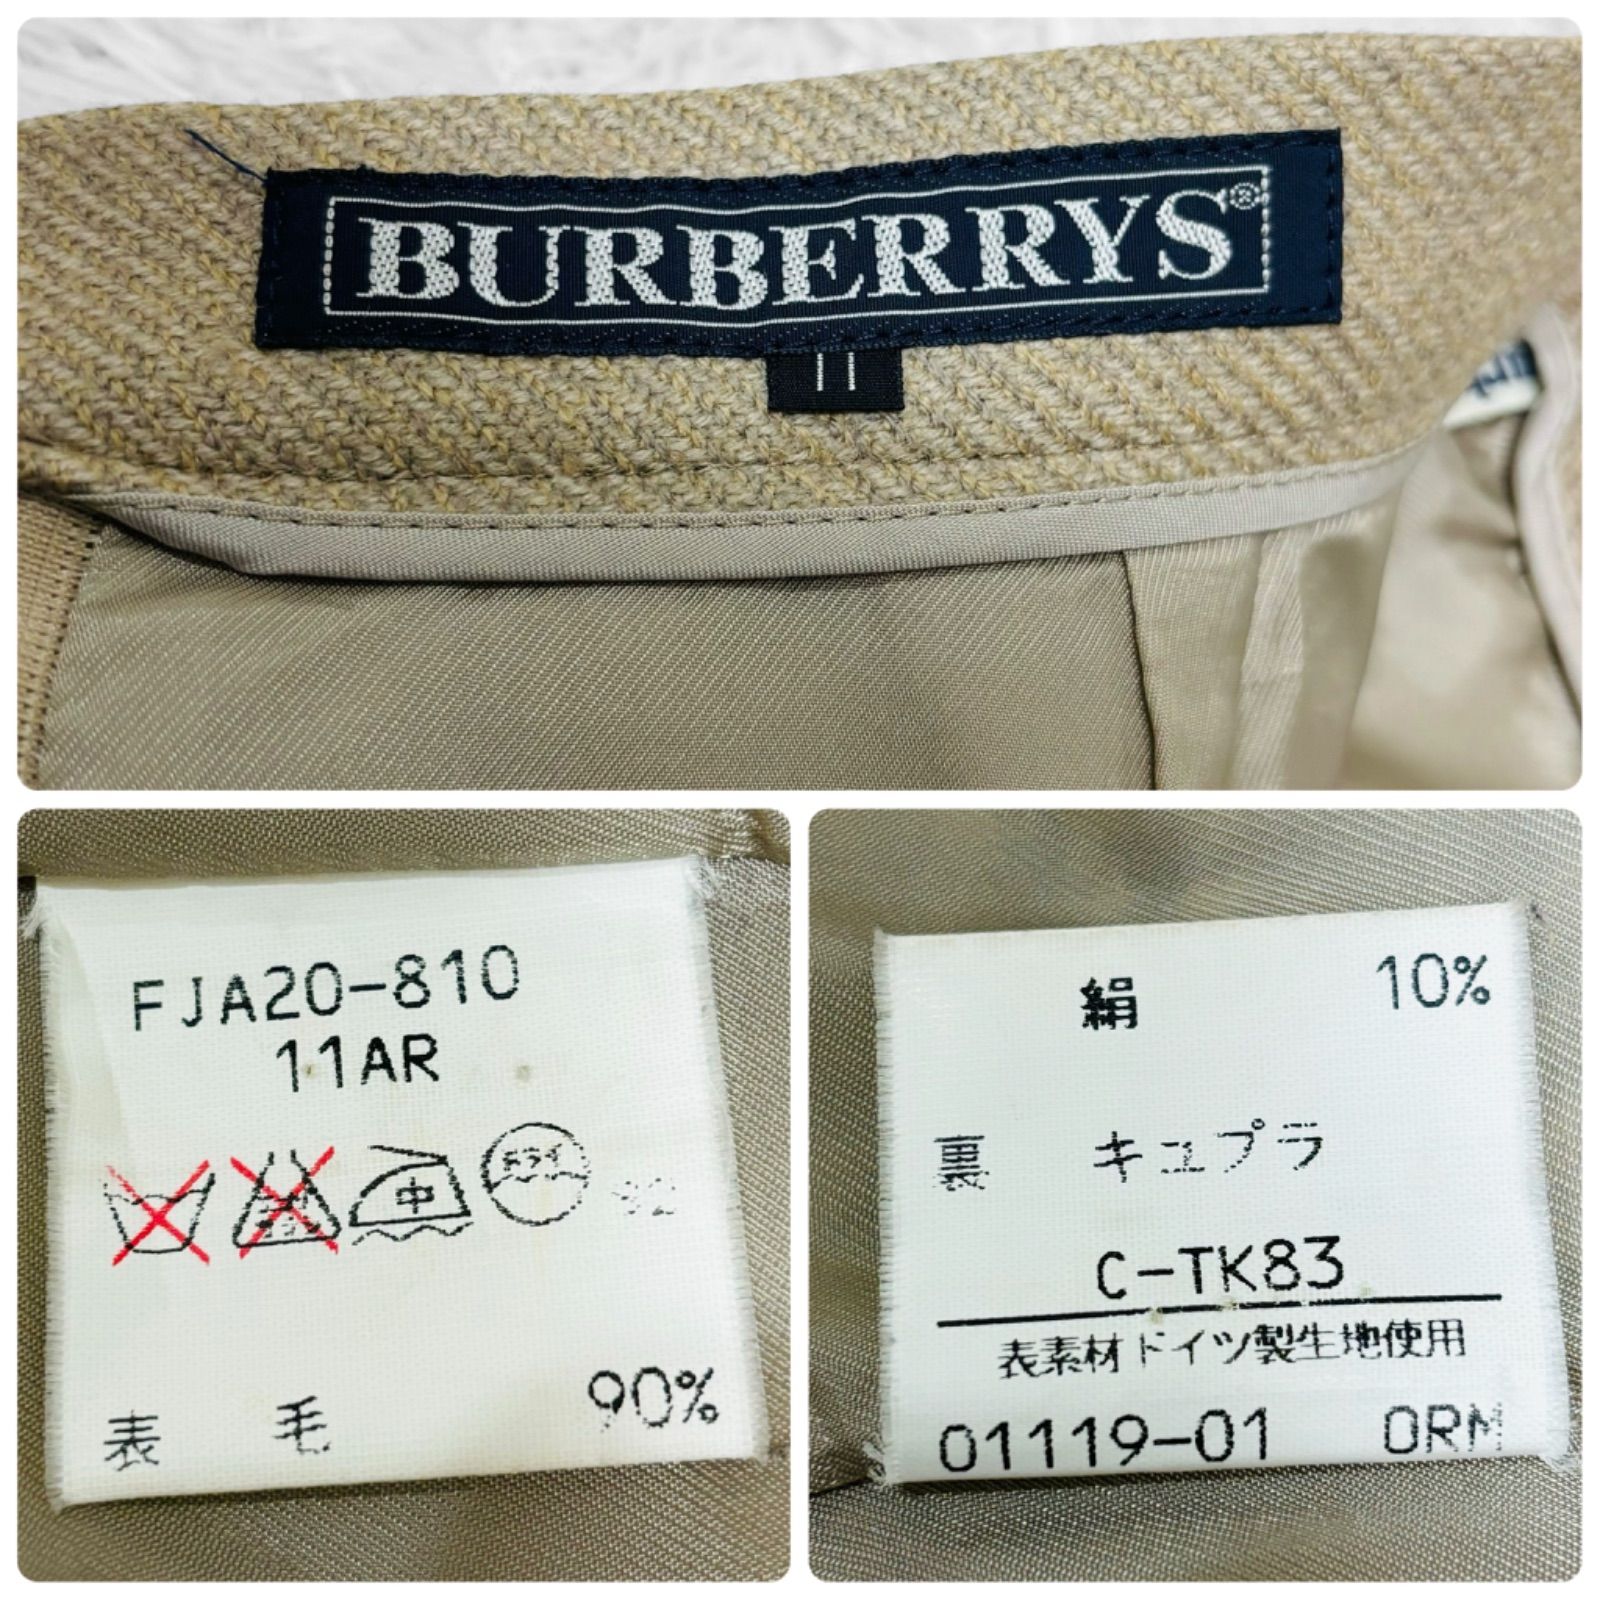 BURBERRYS®
11
FJA20-810
11AR
中 ドライ
表 毛 90%
絹 10%
裏 キュプラ
C-TK83
表素材ドイツ製生地使用
01119-01 ORM